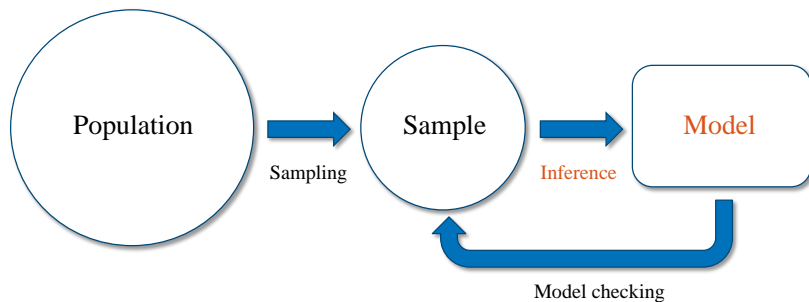 Population
Sampling
Sample
Inference
Model
Model checking